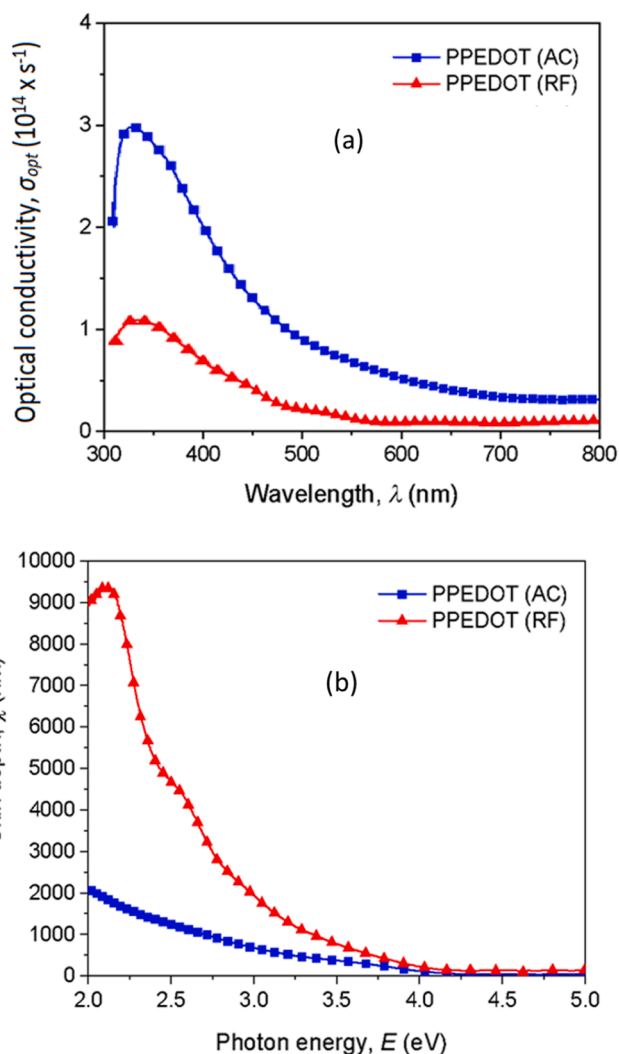 4
PPEDOT (AC)
PPEDOT (RF)
3
(a)
2
1
0
300 400 500 600 700 800
Optical conductivity, σopt (10¹⁴ x s⁻¹)
Wavelength, λ (nm)
10000
PPEDOT (AC)
9000
PPEDOT (RF)
8000
7000
(b)
6000
5000
4000
3000
2000
1000
0
2.0 2.5 3.0 3.5 4.0 4.5 5.0
Photon energy, E (eV)